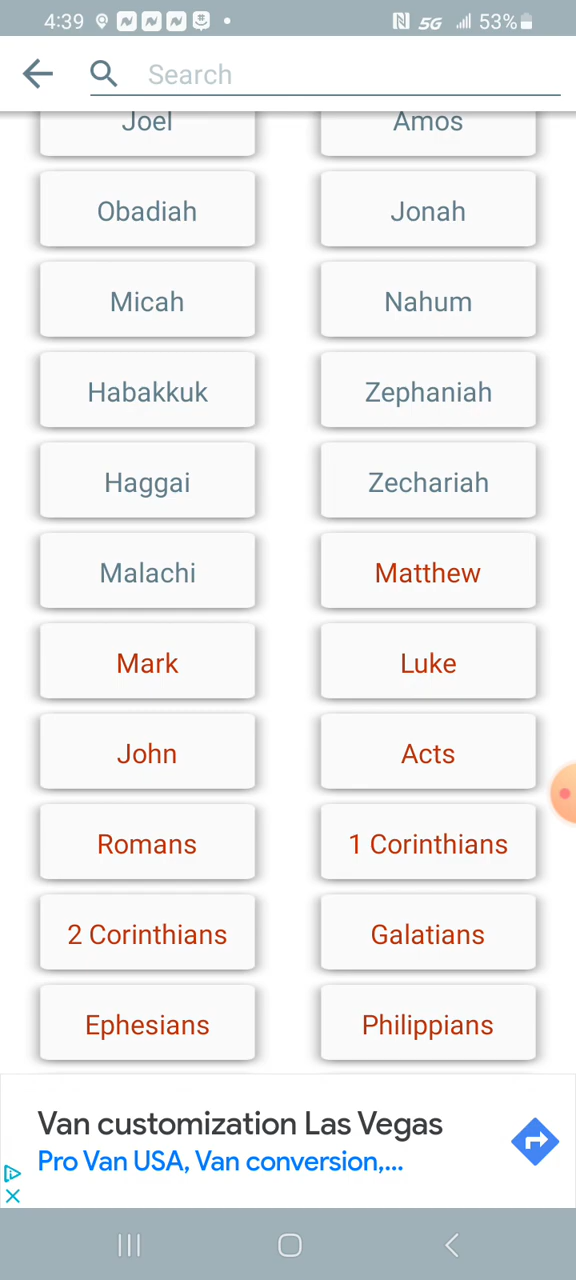 4:39 5G 53%
Search
Joel Amos
Obadiah Jonah
Micah Nahum
Habakkuk Zephaniah
Haggai Zechariah
Malachi Matthew
Mark Luke
John Acts
Romans 1 Corinthians
2 Corinthians Galatians
Ephesians Philippians
Van customization Las Vegas
Pro Van USA, Van conversion,...